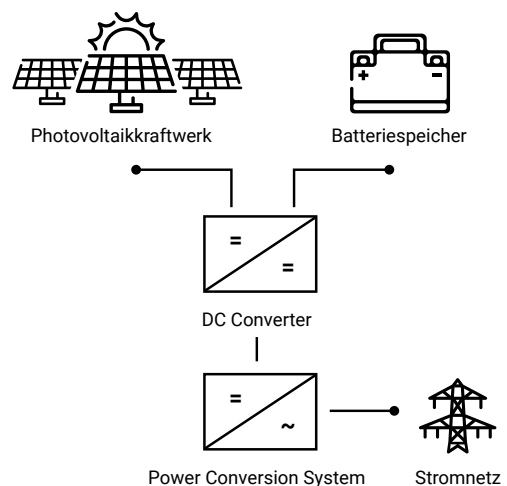 + -
Photovoltaikkraftwerk Batteriespeicher
=
=
DC Converter
=
~
Power Conversion System Stromnetz